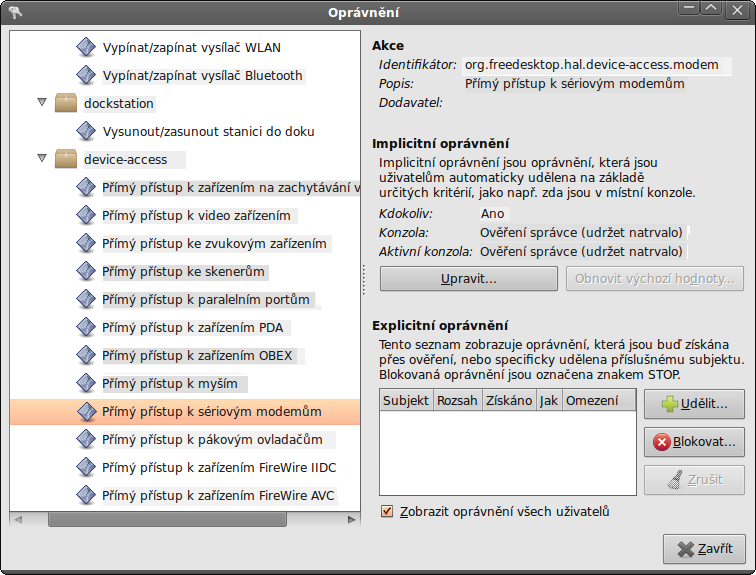 Oprávnění
Vypínat/zapínat vysílač WLAN
Vypínat/zapínat vysílač Bluetooth
dockstation
Vysunout/zasunout stanici do doku
device-access
Přímý přístup k zařízením na zachytávání v
Přímý přístup k video zařízením
Přímý přístup ke zvukovým zařízením
Přímý přístup ke skenerům
Přímý přístup k paralelním portům
Přímý přístup k zařízením PDA
Přímý přístup k zařízením OBEX
Přímý přístup k myším
Přímý přístup k sériovým modemům
Přímý přístup k pákovým ovladačům
Přímý přístup k zařízením FireWire IIDC
Přímý přístup k zařízením FireWire AVC
Akce
Identifikátor: org.freedesktop.hal.device-access.modem
Popis: Přímý přístup k sériovým modemům
Dodavatel:
Implicitní oprávnění
Implicitní oprávnění jsou oprávnění, která jsou
uživatelům automaticky udělena na základě
určitých kritérií, jako např. zda jsou v místní konzole.
Kdokoliv: Ano
Konzola: Ověření správce (udržet natrvalo)
Aktivní konzola: Ověření správce (udržet natrvalo)
Upravit... Obnovit výchozí hodnoty...
Explicitní oprávnění
Tento seznam zobrazuje oprávnění, která jsou buď získána
přes ověření, nebo specificky udělena příslušnému subjektu.
Blokovaná oprávnění jsou označena znakem STOP.
Subjekt Rozsah Získáno Jak Omezení
Udělit...
Blokovat...
Zrušit
Zobrazit oprávnění všech uživatelů
Zavřít